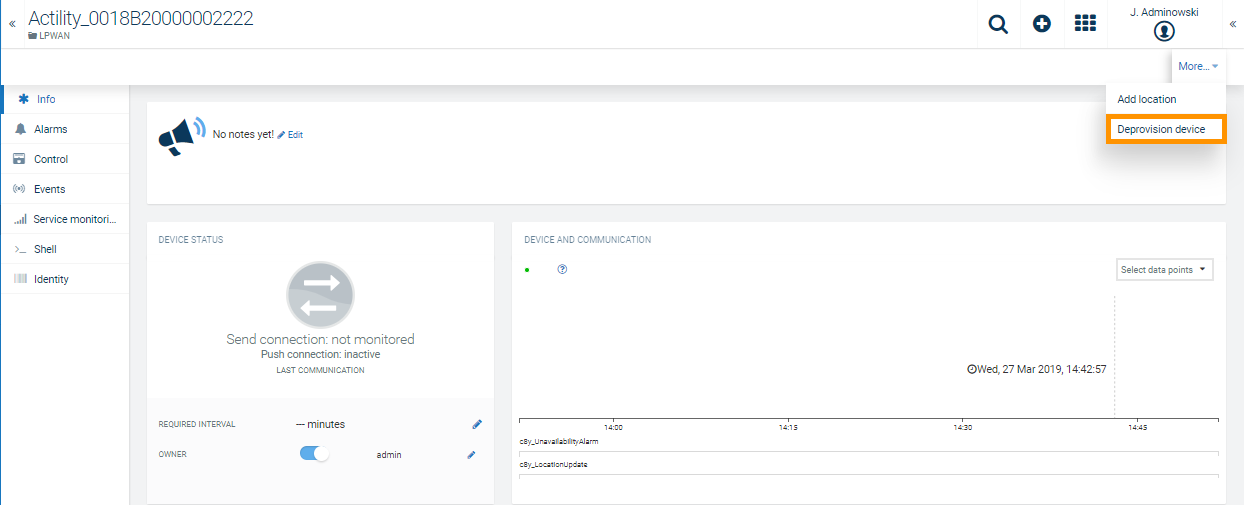 «
Actility_0018B20000002222
LPWAN
J. Adminowski
«
More...
Add location
Deprovision device
Info
Alarms
Control
Events
Service monitori...
Shell
Identity
No notes yet! Edit
DEVICE STATUS
Send connection: not monitored
Push connection: inactive
LAST COMMUNICATION
REQUIRED INTERVAL
--- minutes
OWNER
admin
DEVICE AND COMMUNICATION
?
Select data points
Wed, 27 Mar 2019, 14:42:57
14:00 14:15 14:30 14:45
c8y_UnavailabilityAlarm
c8y_LocationUpdate